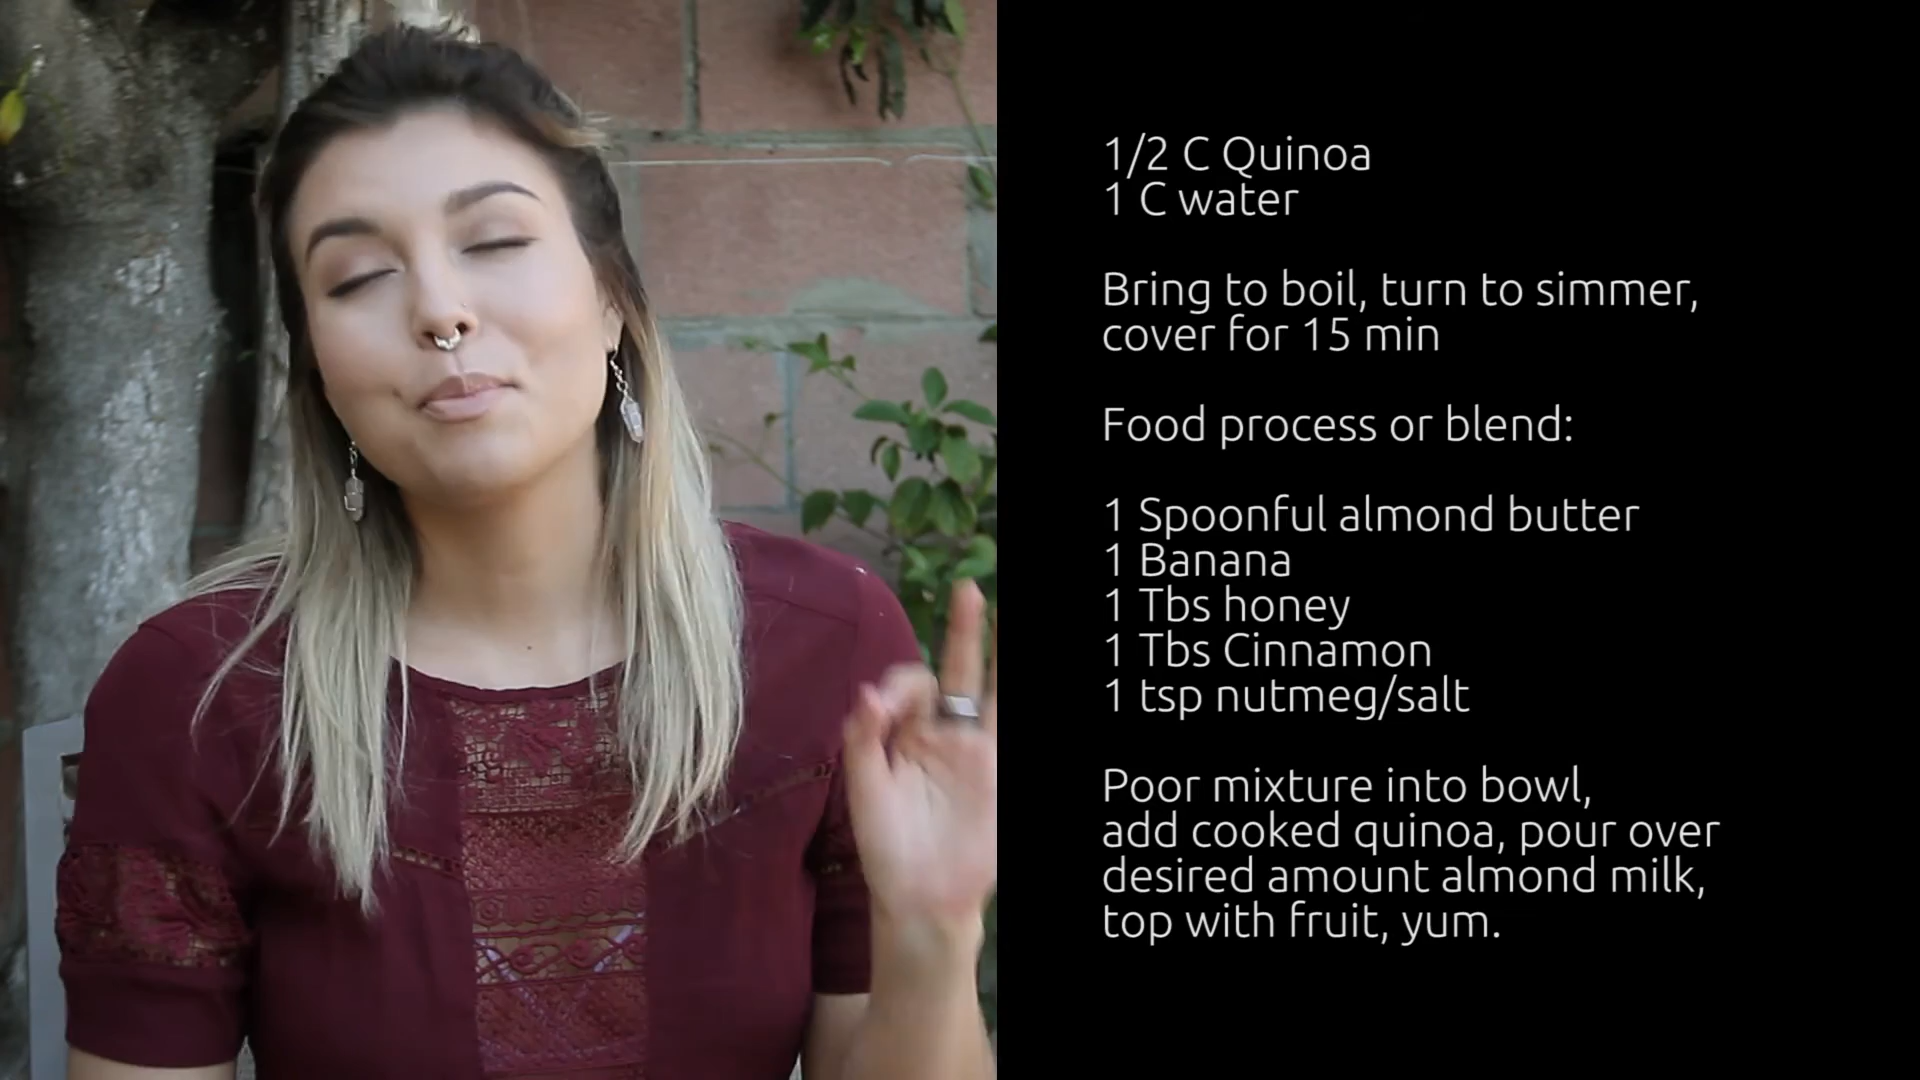 1/2 C Quinoa
1 C water
Bring to boil, turn to simmer,
cover for 15 min
Food process or blend:
1 Spoonful almond butter
1 Banana
1 Tbs honey
1 Tbs Cinnamon
1 tsp nutmeg/salt
Poor mixture into bowl,
add cooked quinoa, pour over
desired amount almond milk,
top with fruit, yum.